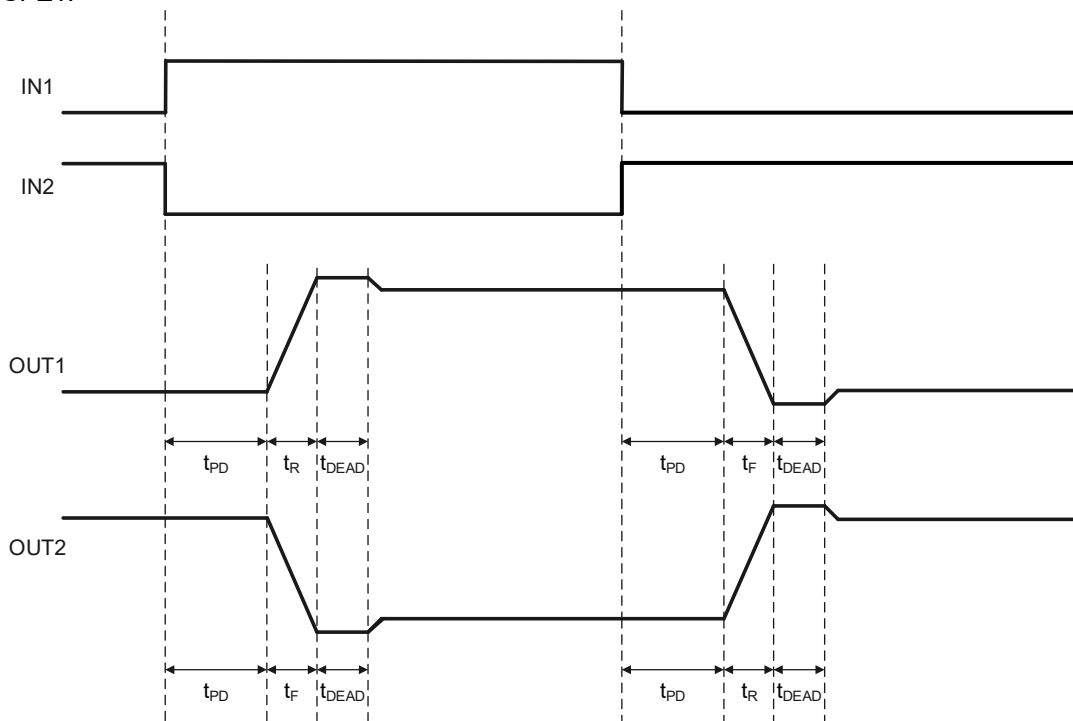 IN1
IN2
OUT1
tPD tR tDEAD tPD tF tDEAD
OUT2
tPD tF tDEAD tPD tR tDEAD